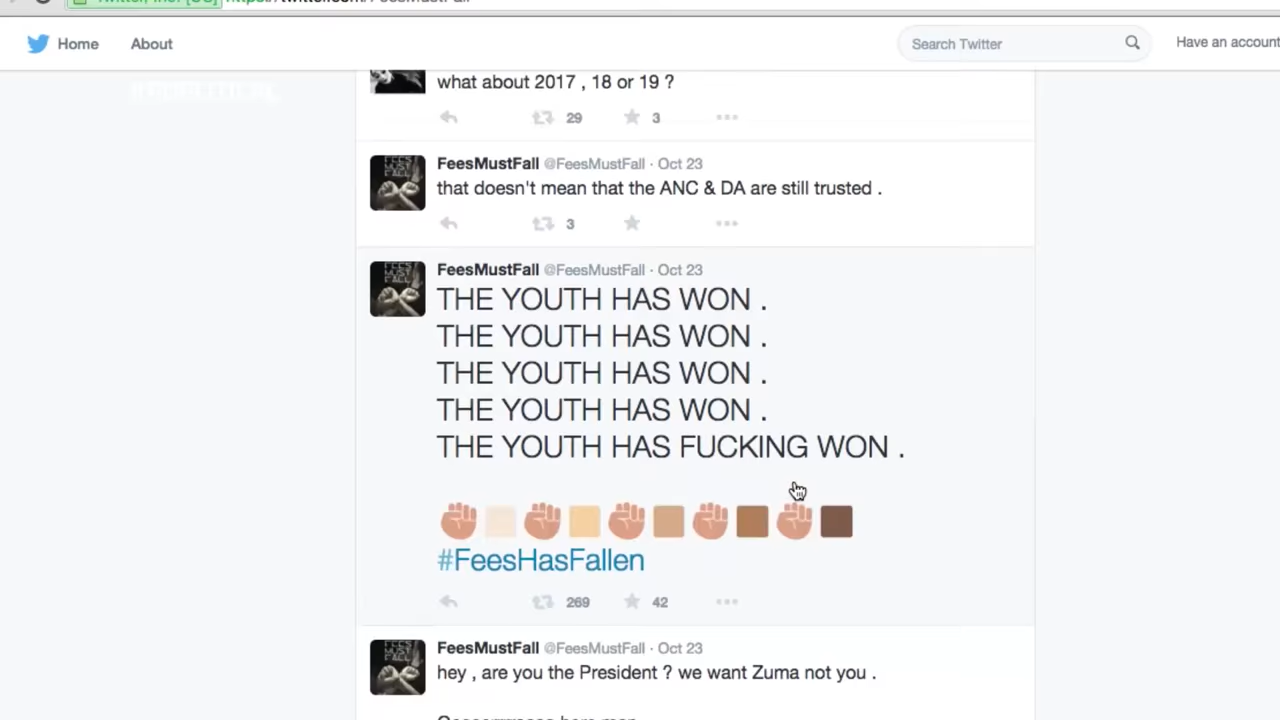 Home
About
Search Twitter
Have an account
what about 2017 , 18 or 19 ?
29
3
FeesMustFall @FeesMustFall · Oct 23
that doesn't mean that the ANC & DA are still trusted .
3
FeesMustFall @FeesMustFall · Oct 23
THE YOUTH HAS WON .
THE YOUTH HAS WON .
THE YOUTH HAS WON .
THE YOUTH HAS WON .
THE YOUTH HAS FUCKING WON .
#FeesHasFallen
269
42
FeesMustFall @FeesMustFall · Oct 23
hey , are you the President ? we want Zuma not you .